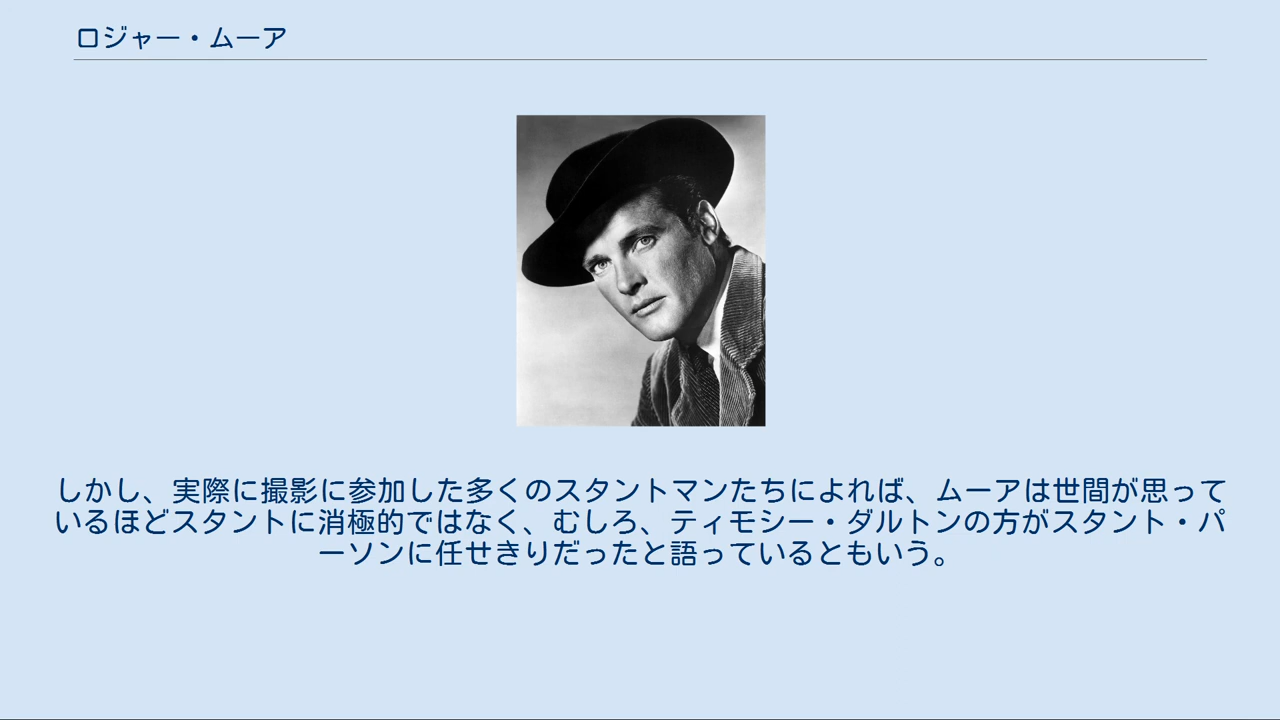 ロジャー・ムーア
しかし、実際に撮影に参加した多くのスタントマンたちによれば、ムーアは世間が思って
いるほどスタントに消極的ではなく、むしろ、ティモシー・ダルトンの方がスタント・パ
ーソンに任せきりだったと語っているともいう。